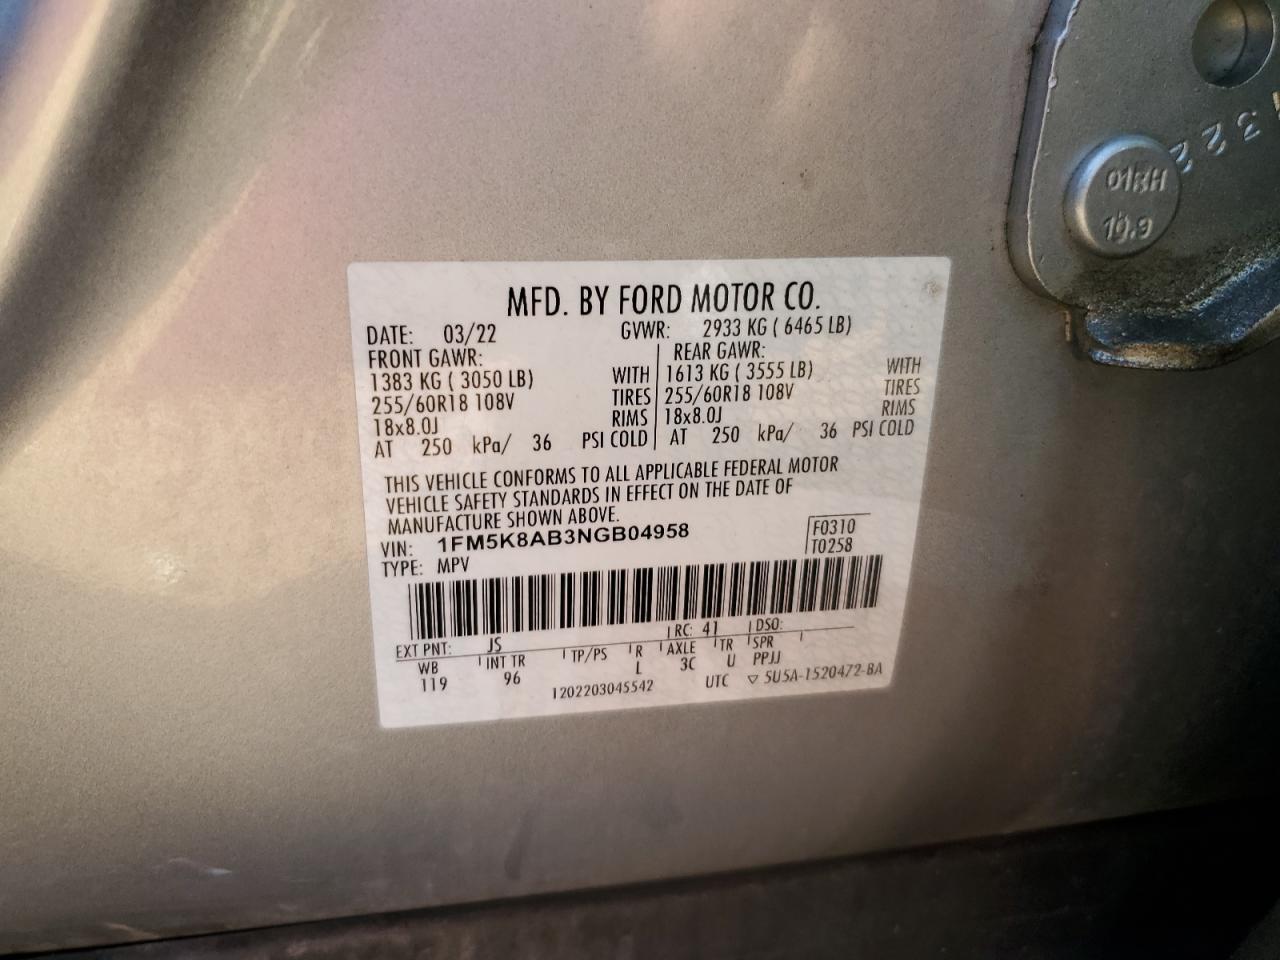 MFD. BY FORD MOTOR CO.
DATE: 03/22 GVWR: 2933 KG ( 6465 LB)
FRONT GAWR: REAR GAWR:
1383 KG ( 3050 LB) WITH 1613 KG ( 3555 LB) WITH
255/60R18 108V TIRES 255/60R18 108V TIRES
18x8.0J RIMS 18x8.0J RIMS
AT 250 kPa/ 36 PSI COLD AT 250 kPa/ 36 PSI COLD
THIS VEHICLE CONFORMS TO ALL APPLICABLE FEDERAL MOTOR
VEHICLE SAFETY STANDARDS IN EFFECT ON THE DATE OF
MANUFACTURE SHOWN ABOVE.
VIN: 1FM5K8AB3NGB04958 F0310
TYPE: MPV T0258
EXT PNT: JS RC: 41 DSO:
WB INT TR TP/PS R AXLE TR SPR
119 96 L 3C U PPJJ
1202203045542 UTC ▽ 5U5A-1520472-BA
322
10.9